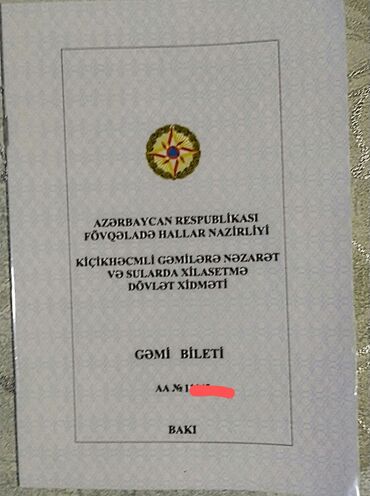 AZƏRBAYCAN RESPUBLİKASI
FÖVQƏLADƏ HALLAR NAZİRLİYİ
KİÇİKHƏCMLİ GƏMİLƏRƏ NƏZARƏT
VƏ SULARDA XİLASETMƏ
DÖVLƏT XİDMƏTİ
GƏMİ BİLETİ
AA №
BAKI